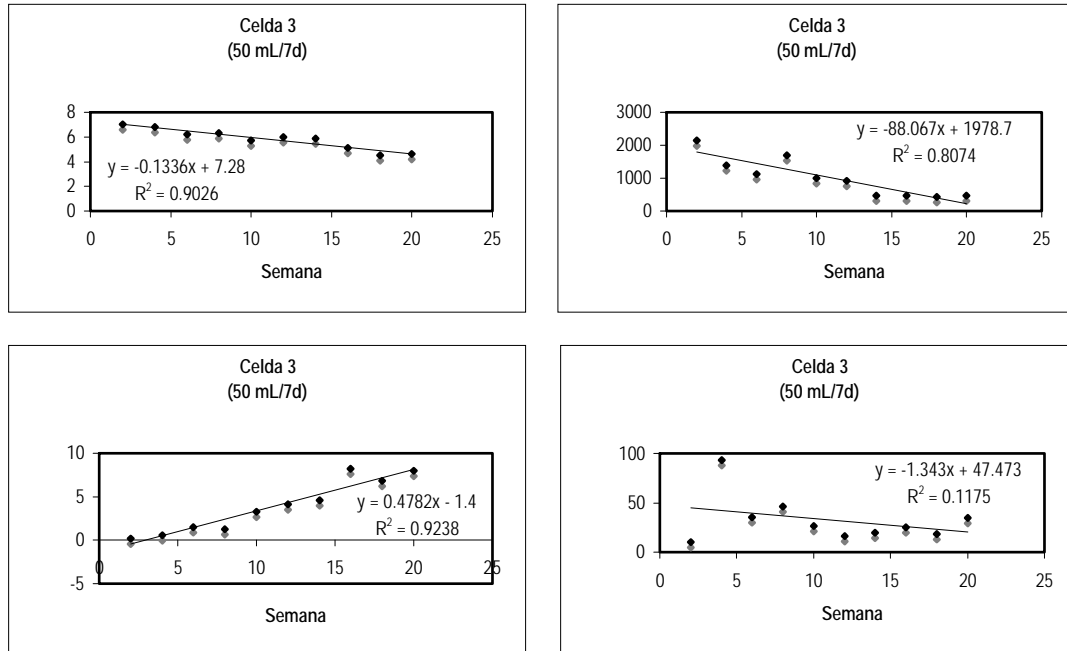 Celda 3
(50 mL/7d)
8
6
4
2
0
y = -0.1336x + 7.28
R² = 0.9026
0 5 10 15 20 25
Semana
Celda 3
(50 mL/7d)
3000
2000
1000
0
y = -88.067x + 1978.7
R² = 0.8074
0 5 10 15 20 25
Semana
Celda 3
(50 mL/7d)
10
5
0
-5
y = 0.4782x - 1.4
R² = 0.9238
0 5 10 15 20 25
Semana
Celda 3
(50 mL/7d)
100
50
0
y = -1.343x + 47.473
R² = 0.1175
0 5 10 15 20 25
Semana